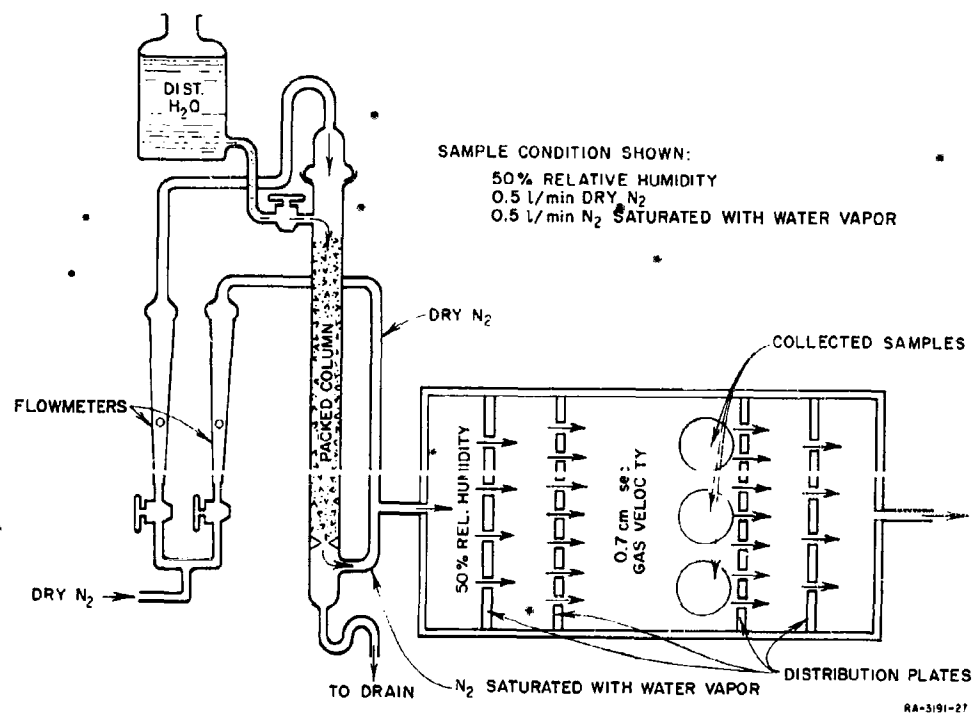 DIST.
H₂O
SAMPLE CONDITION SHOWN:
50% RELATIVE HUMIDITY
0.5 l/min DRY N₂
0.5 l/min N₂ SATURATED WITH WATER VAPOR
DRY N₂
COLLECTED SAMPLES
FLOWMETERS
PACKED COLUMN
50% REL. HUMIDITY
0.7 cm se:
GAS VELOCITY
DRY N₂
TO DRAIN
N₂ SATURATED WITH WATER VAPOR
DISTRIBUTION PLATES
RA-3191-27